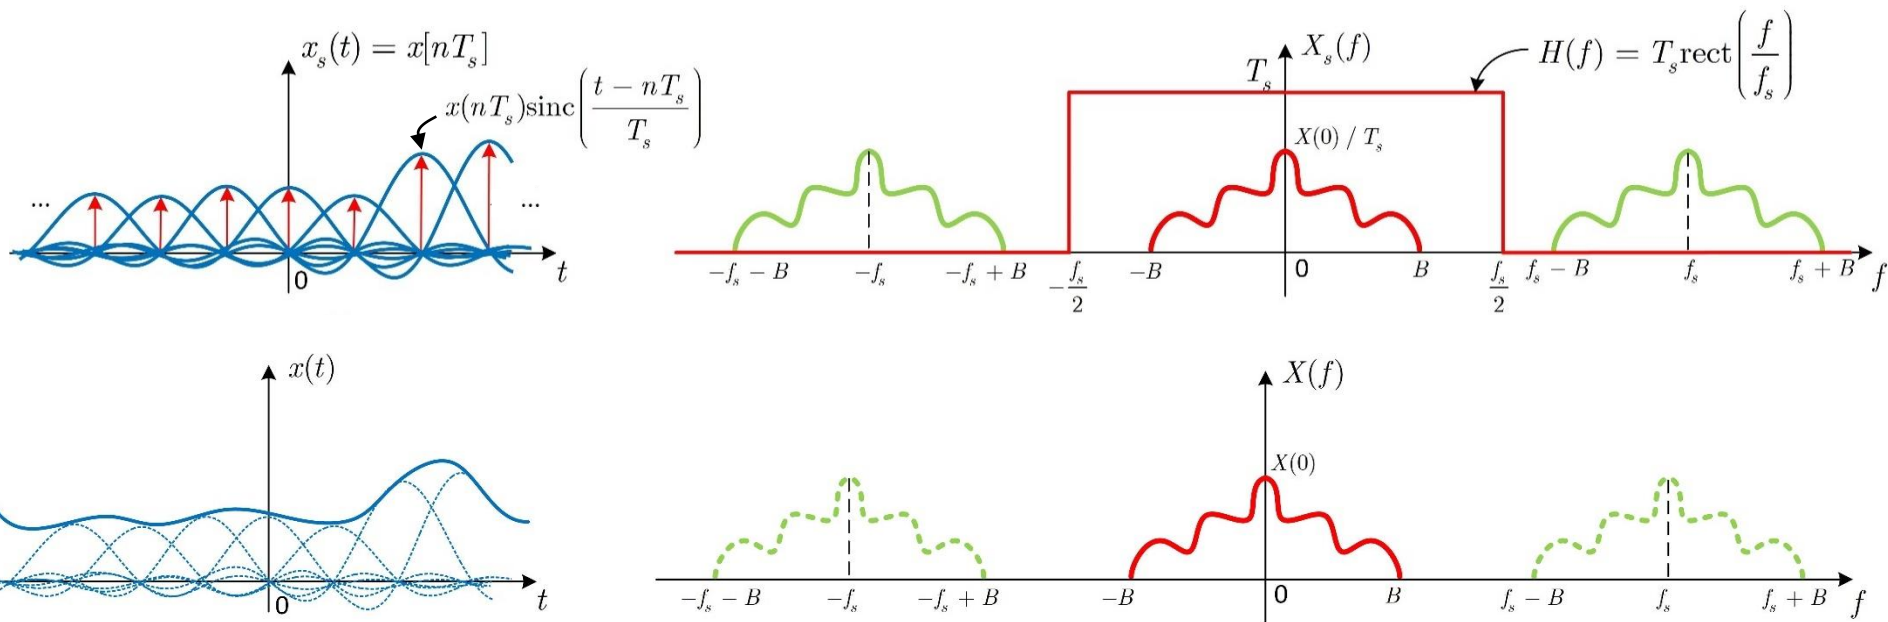 x_s(t) = x[nT_s]
x(nT_s)sinc((t − nT_s)/T_s)
...
...
0
t
X_s(f)
T_s
H(f) = T_s rect(f/f_s)
X(0) / T_s
−f_s − B
−f_s
−f_s + B
−f_s/2
−B
0
B
f_s/2
f_s − B
f_s
f_s + B
f
x(t)
0
t
X(f)
X(0)
−f_s − B
−f_s
−f_s + B
−B
0
B
f_s − B
f_s
f_s + B
f